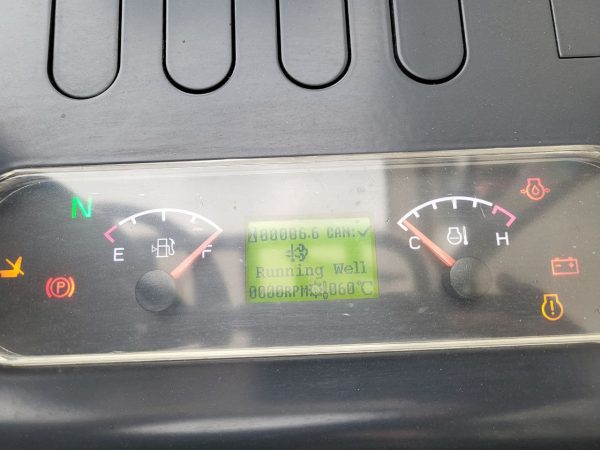 N
E
F
00006.6 CAN:✓
Running Well
0000RPM 060℃
C
H
P